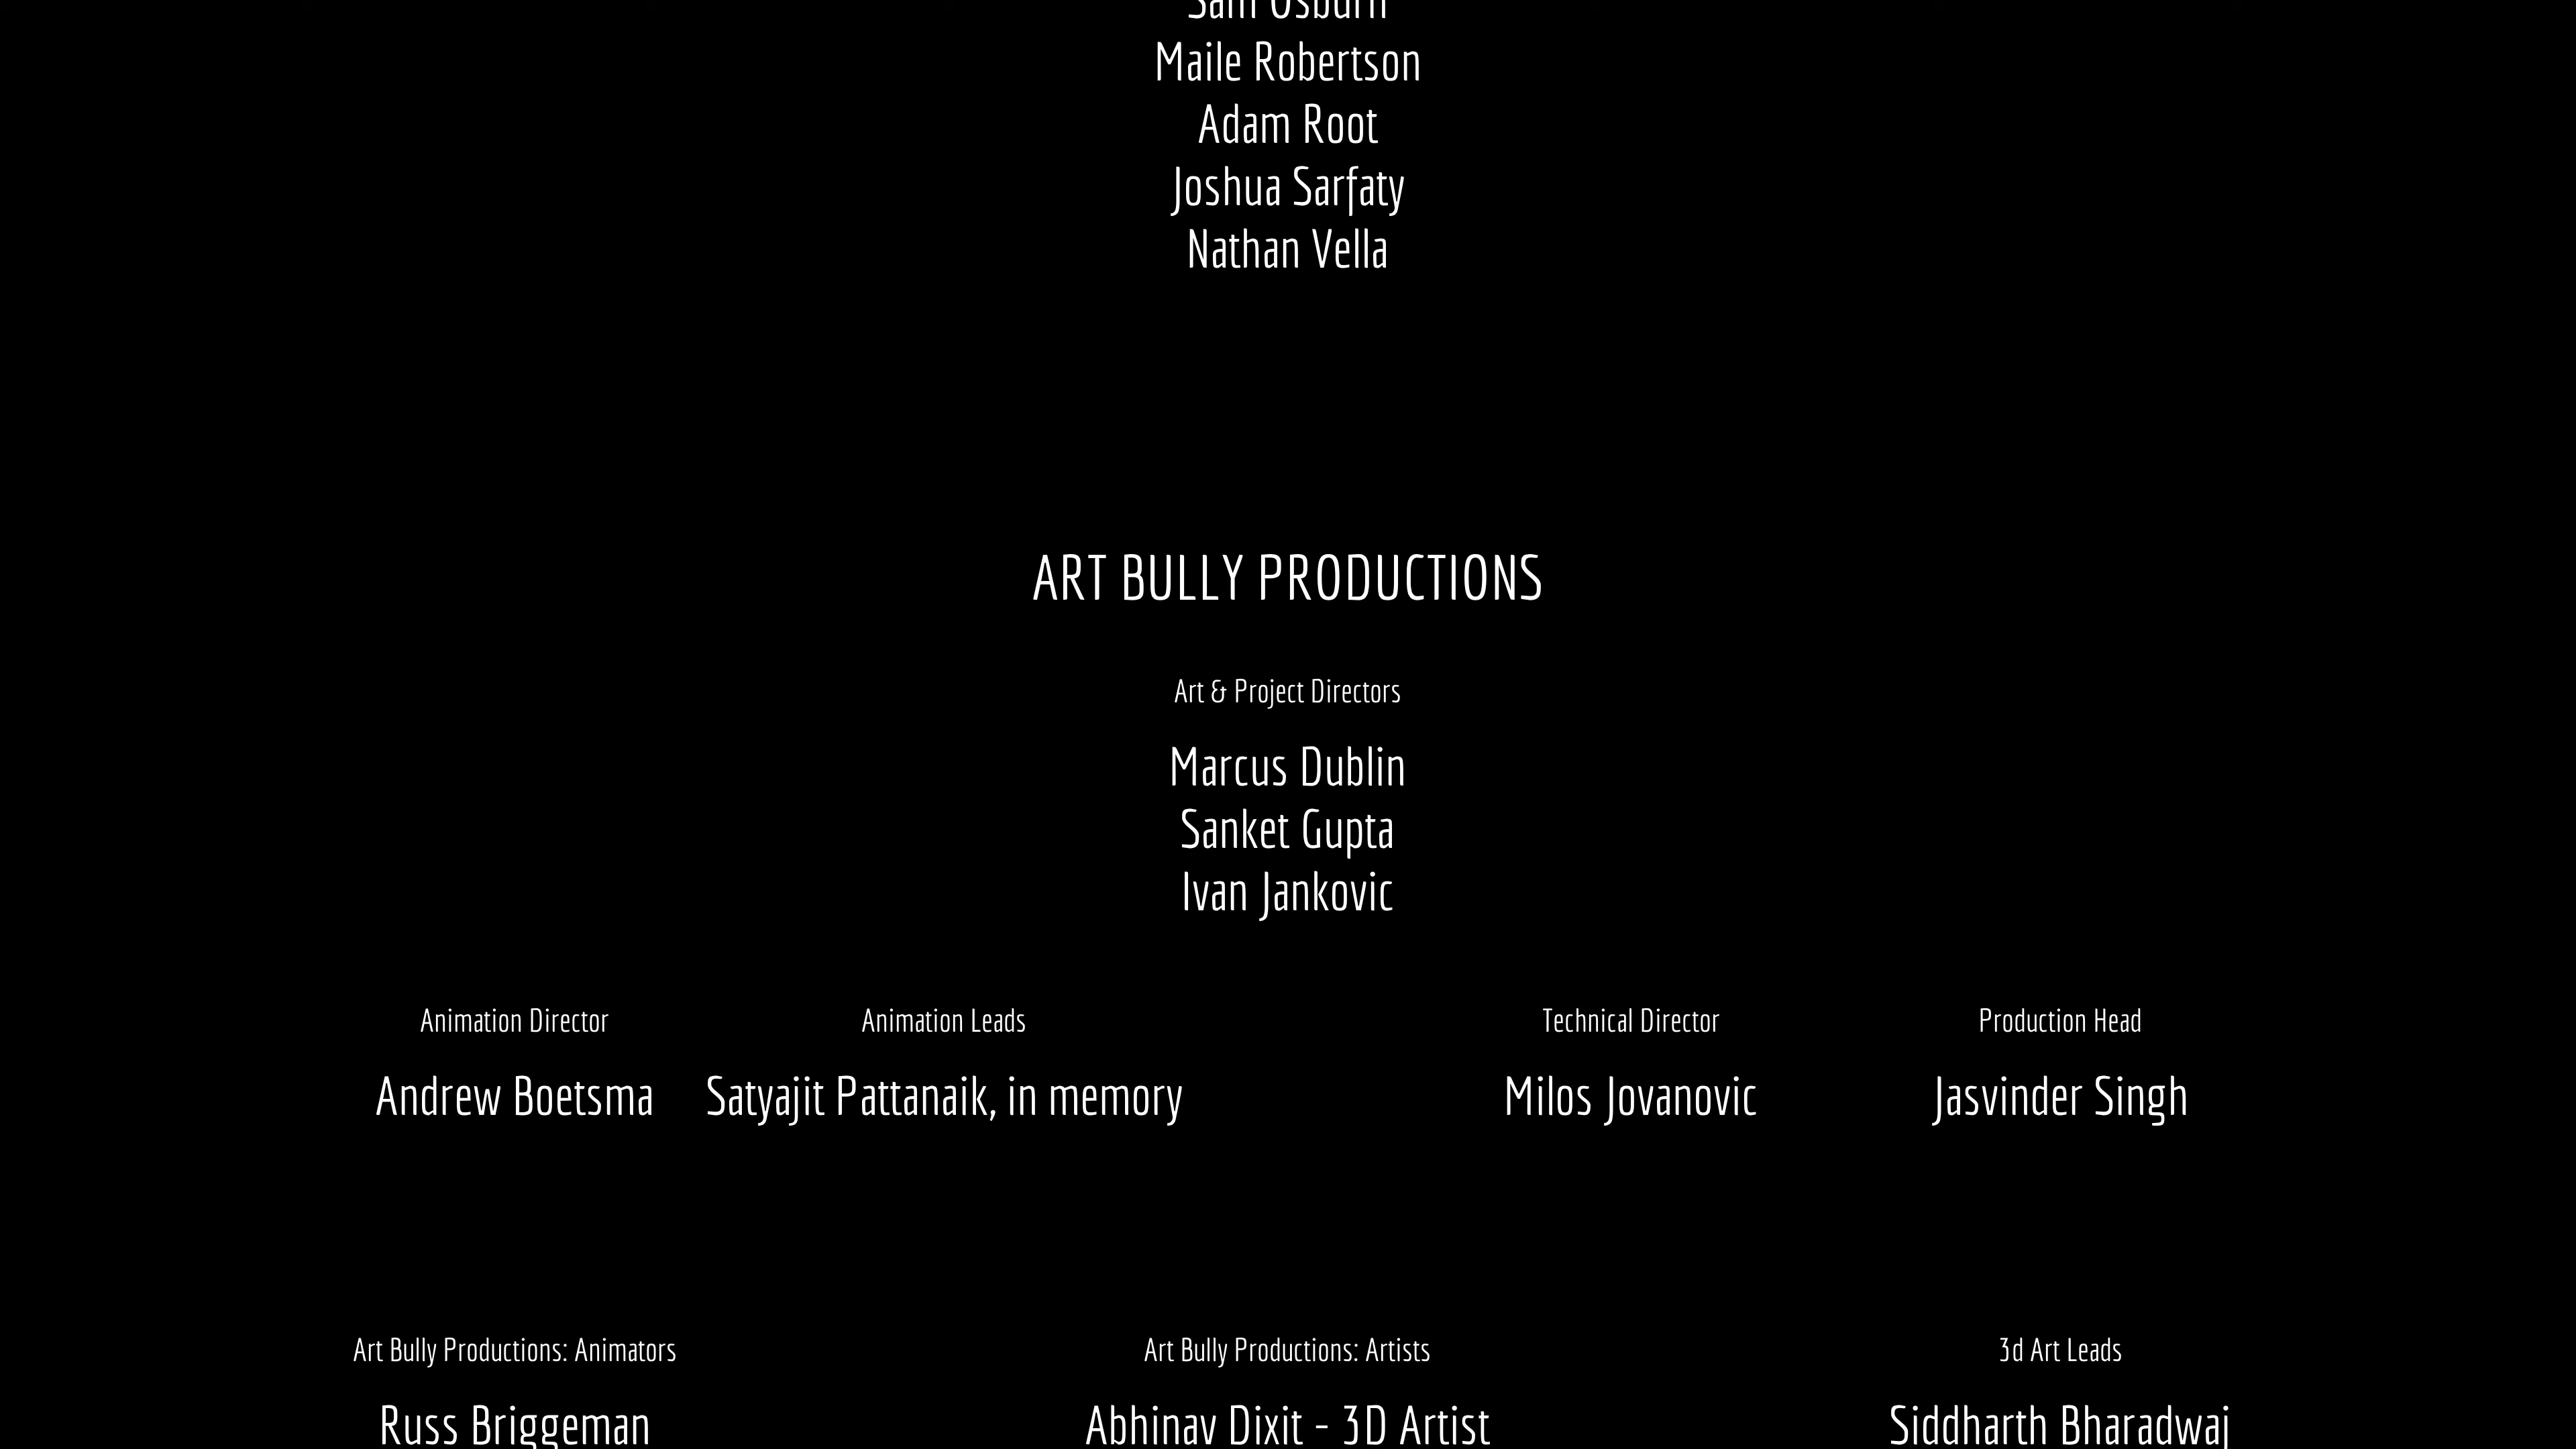 Sam Osburn
Maile Robertson
Adam Root
Joshua Sarfaty
Nathan Vella
ART BULLY PRODUCTIONS
Art & Project Directors
Marcus Dublin
Sanket Gupta
Ivan Jankovic
Animation Director
Andrew Boetsma
Animation Leads
Satyajit Pattanaik, in memory
Technical Director
Milos Jovanovic
Production Head
Jasvinder Singh
Art Bully Productions: Animators
Russ Briggeman
Art Bully Productions: Artists
Abhinav Dixit - 3D Artist
3d Art Leads
Siddharth Bharadwaj